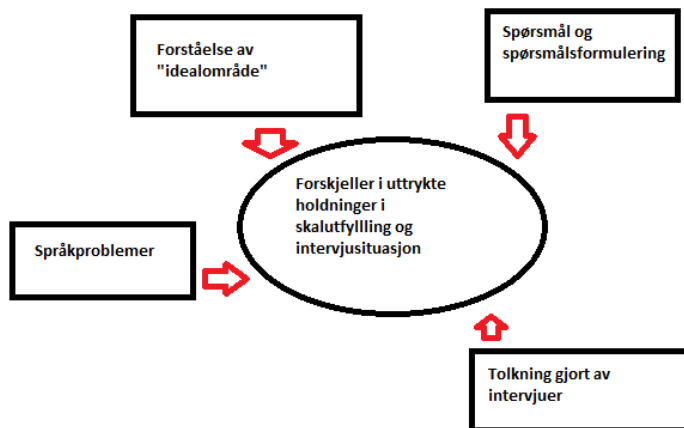 Forståelse av
"idealområde"
Spørsmål og
spørsmålsformulering
Forskjeller i uttrykte
holdninger i
skalutfyllling og
intervjusituasjon
Språkproblemer
Tolkning gjort av
intervjuer